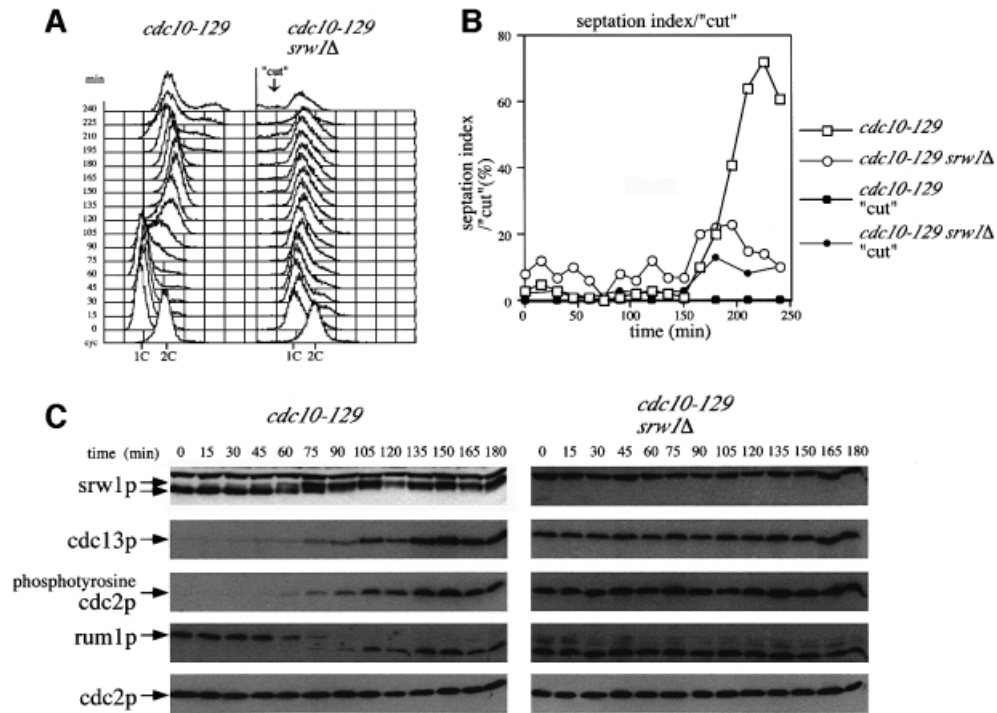 A
cdc10-129
cdc10-129
srw1Δ
"cut"
min
240
225
210
195
180
165
150
135
120
105
90
75
60
45
30
15
0
cyc
1C 2C 1C 2C
B
septation index/"cut"
septation index
/"cut"(%)
80
60
40
20
0
0 50 100 150 200 250
time (min)
cdc10-129
cdc10-129 srw1Δ
cdc10-129
"cut"
cdc10-129 srw1Δ
"cut"
C
cdc10-129
cdc10-129
srw1Δ
time (min) 0 15 30 45 60 75 90 105 120 135 150 165 180
0 15 30 45 60 75 90 105 120 135 150 165 180
srw1p
cdc13p
phosphotyrosine
cdc2p
rum1p
cdc2p